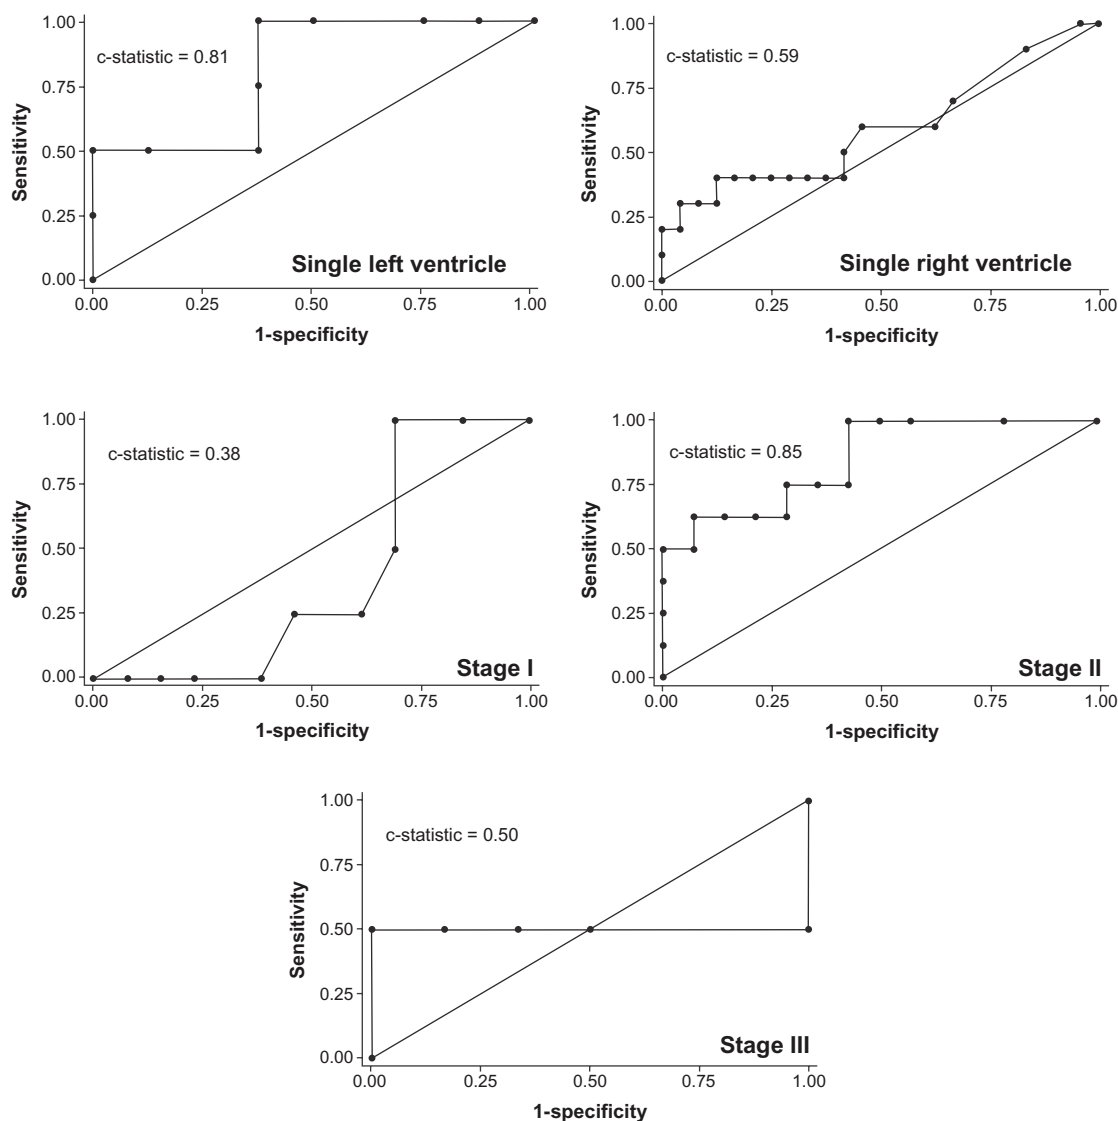 1.00
0.75
0.50
0.25
0.00
Sensitivity
c-statistic = 0.81
Single left ventricle
0.00 0.25 0.50 0.75 1.00
1-specificity
1.00
0.75
0.50
0.25
0.00
Sensitivity
c-statistic = 0.59
Single right ventricle
0.00 0.25 0.50 0.75 1.00
1-specificity
1.00
0.75
0.50
0.25
0.00
Sensitivity
c-statistic = 0.38
Stage I
0.00 0.25 0.50 0.75 1.00
1-specificity
1.00
0.75
0.50
0.25
0.00
Sensitivity
c-statistic = 0.85
Stage II
0.00 0.25 0.50 0.75 1.00
1-specificity
1.00
0.75
0.50
0.25
0.00
Sensitivity
c-statistic = 0.50
Stage III
0.00 0.25 0.50 0.75 1.00
1-specificity